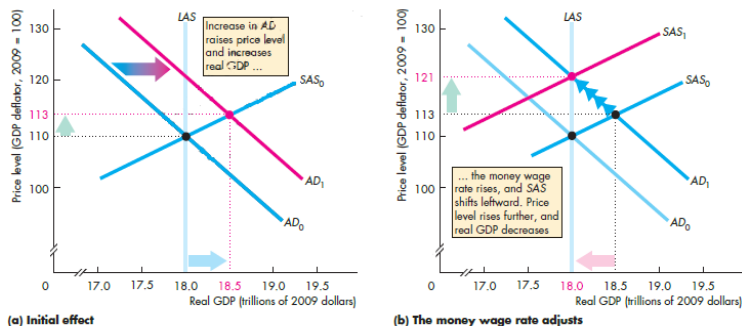 Price level (GDP deflator, 2009 = 100)
130
120
113
110
100
0
LAS
Increase in AD
raises price level
and increases
real GDP ...
SAS0
AD1
AD0
17.0 17.5 18.0 18.5 19.0 19.5
Real GDP (trillions of 2009 dollars)
(a) Initial effect
Price level (GDP deflator, 2009 = 100)
130
121
113
110
100
0
LAS
SAS1
SAS0
... the money wage
rate rises, and SAS
shifts leftward. Price
level rises further, and
real GDP decreases
AD1
AD0
17.0 17.5 18.0 18.5 19.0 19.5
Real GDP (trillions of 2009 dollars)
(b) The money wage rate adjusts